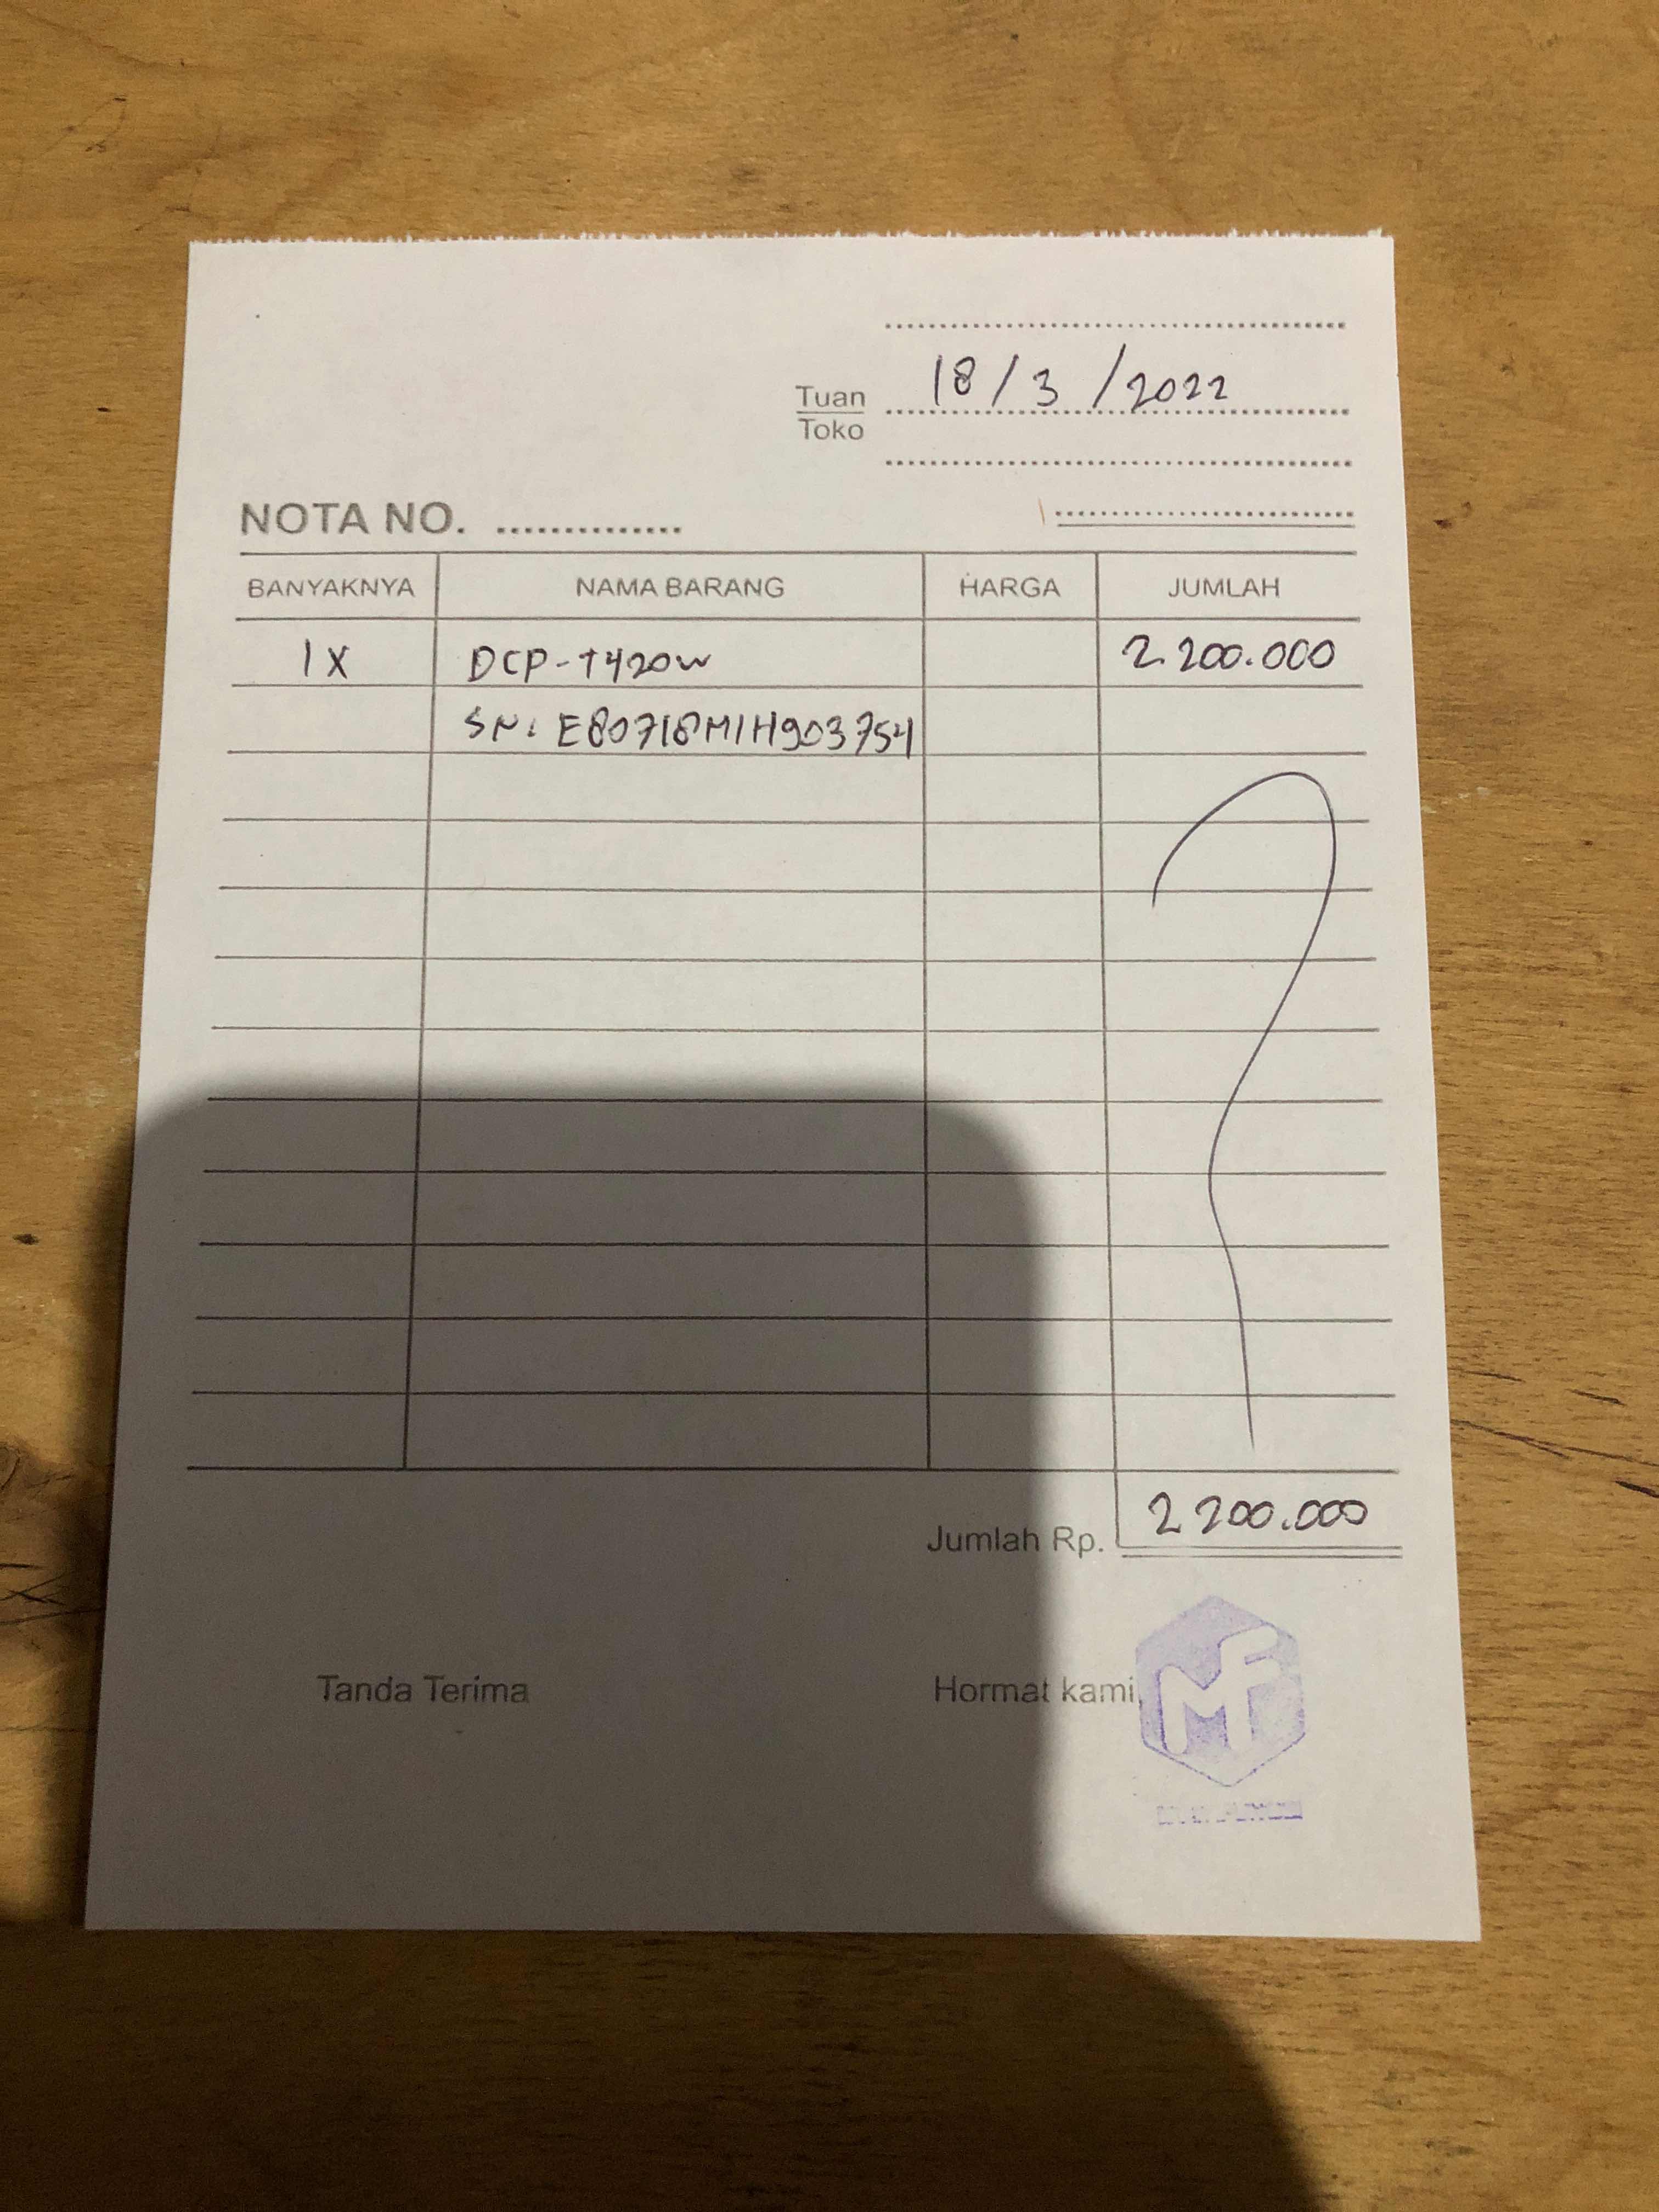 18/3/2022
Tuan
Toko
NOTA NO. ..............
BANYAKNYA NAMA BARANG HARGA JUMLAH
1X DCP-T420W 2.200.000
SN: E80718M1H903754
Jumlah Rp. 2 200.000
Tanda Terima Hormat kami,
MF